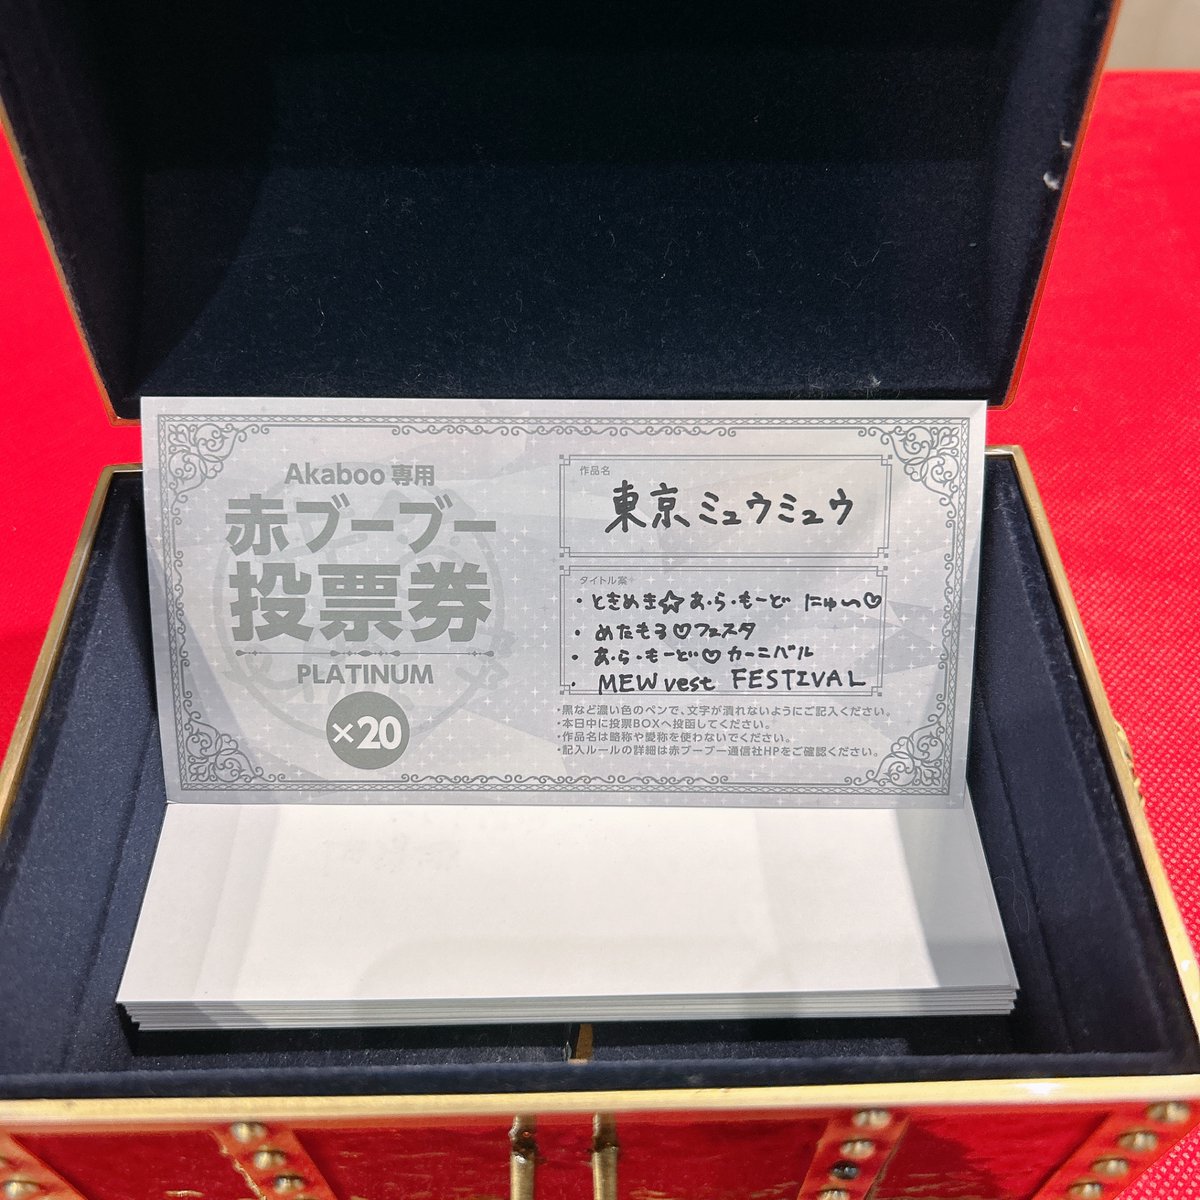 Akaboo 専用
赤ブーブー
投票券
PLATINUM
×20
作品名
東京ミュウミュウ
タイトル案
・ときめき☆あ・ら・もーど にゅ〜♡
・めたもる♡フェスタ
・あ・ら・もーど♡カーニバル
・MEW vest FESTIVAL
・黒など濃い色のペンで、文字が潰れないようにご記入ください。
・本日中に投票BOXへ投函してください。
・作品名は略称や愛称を使わないでください。
・記入ルールの詳細は赤ブーブー通信社HPをご確認ください。